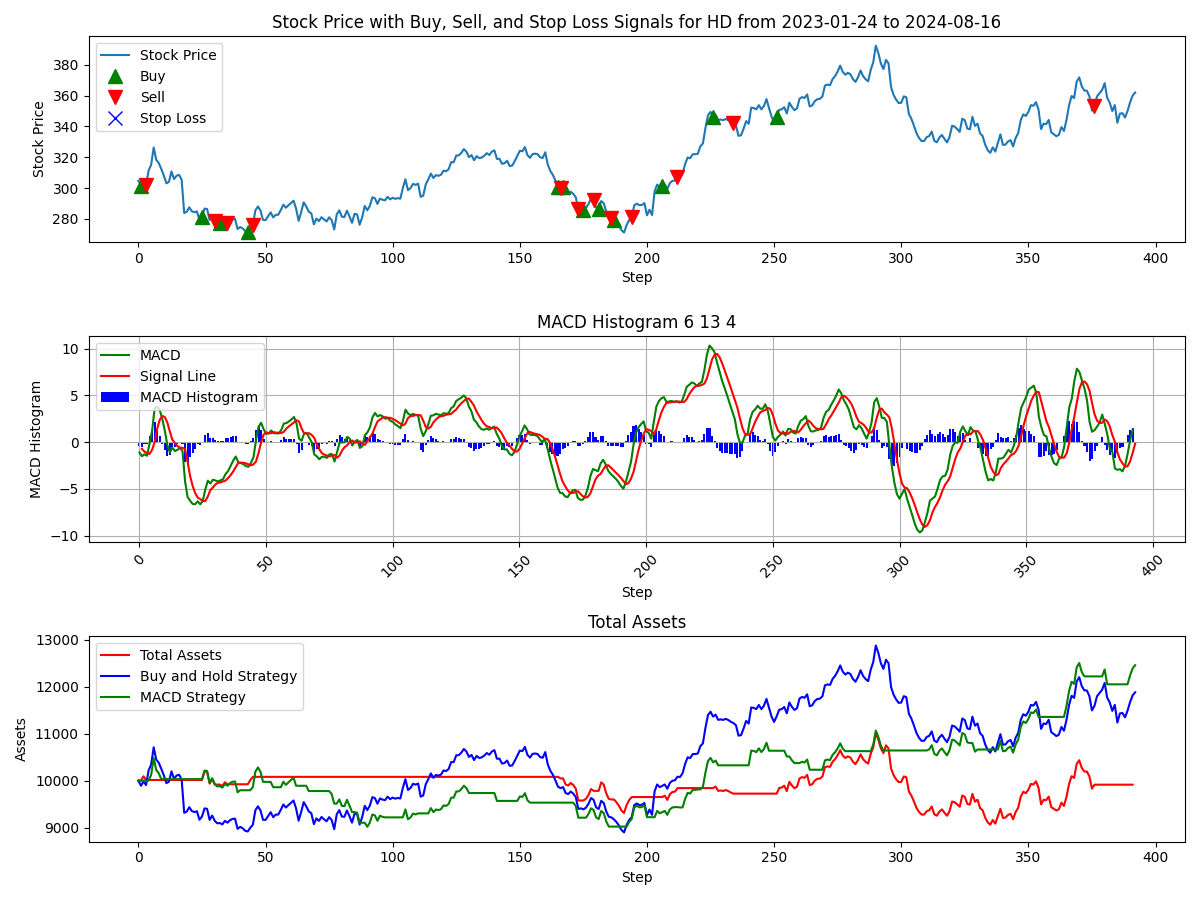 Stock Price with Buy, Sell, and Stop Loss Signals for HD from 2023-01-24 to 2024-08-16
Stock Price
380
360
340
320
300
280
Stock Price
Buy
Sell
Stop Loss
0 50 100 150 200 250 300 350 400
Step
MACD Histogram 6 13 4
MACD Histogram
10
5
0
−5
−10
MACD
Signal Line
MACD Histogram
0 50 100 150 200 250 300 350 400
Step
Total Assets
Assets
13000
12000
11000
10000
9000
Total Assets
Buy and Hold Strategy
MACD Strategy
0 50 100 150 200 250 300 350 400
Step